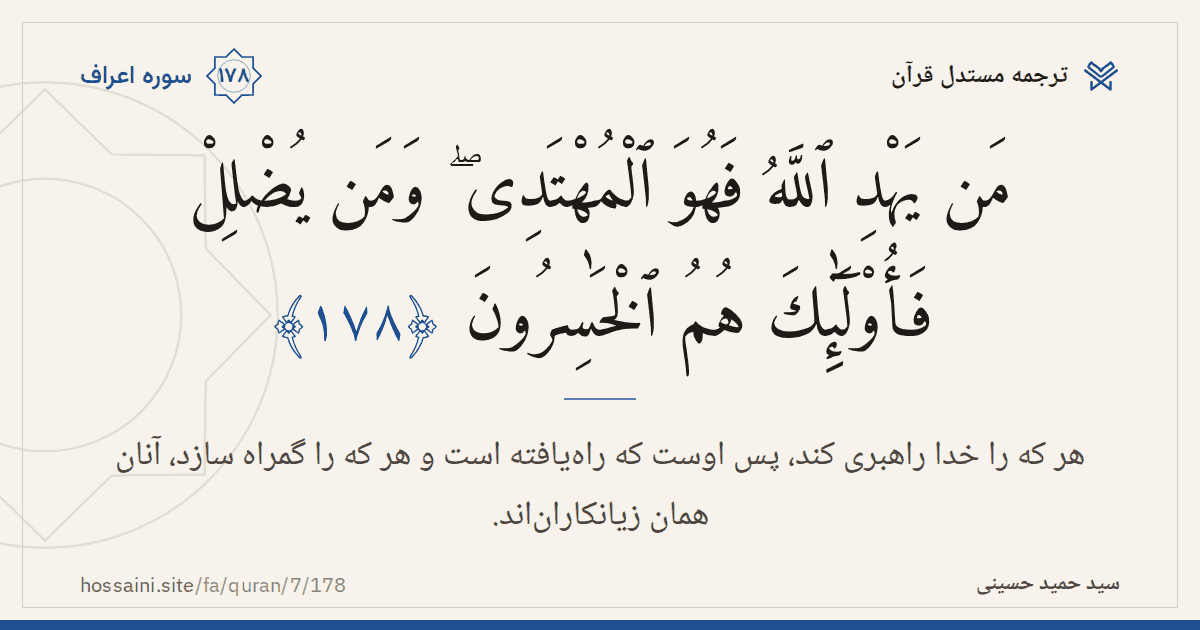 ترجمه مستدل قرآن
۱۷۸ سوره اعراف
مَن يَهْدِ ٱللَّهُ فَهُوَ ٱلْمُهْتَدِى ۖ وَمَن يُضْلِلْ
فَأُو۟لَـٰٓئِكَ هُمُ ٱلْخَـٰسِرُونَ ﴿١٧٨﴾
هر که را خدا راهبری کند، پس اوست که راه‌یافته است و هر که را گمراه سازد، آنان
همان زیانکاران‌اند.
سید حمید حسینی
hossaini.site/fa/quran/7/178